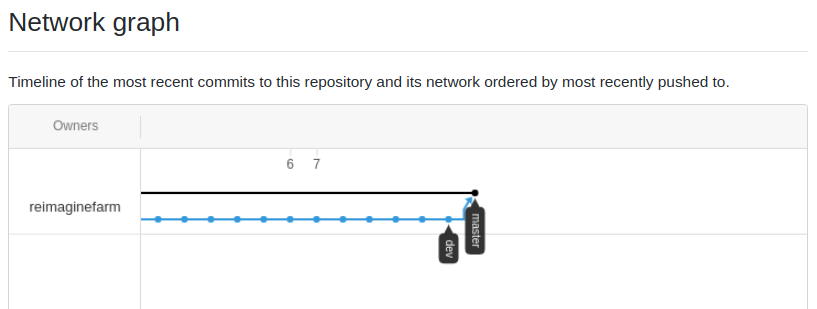 Network graph
Timeline of the most recent commits to this repository and its network ordered by most recently pushed to.
Owners
6 7
reimaginefarm
master
dev